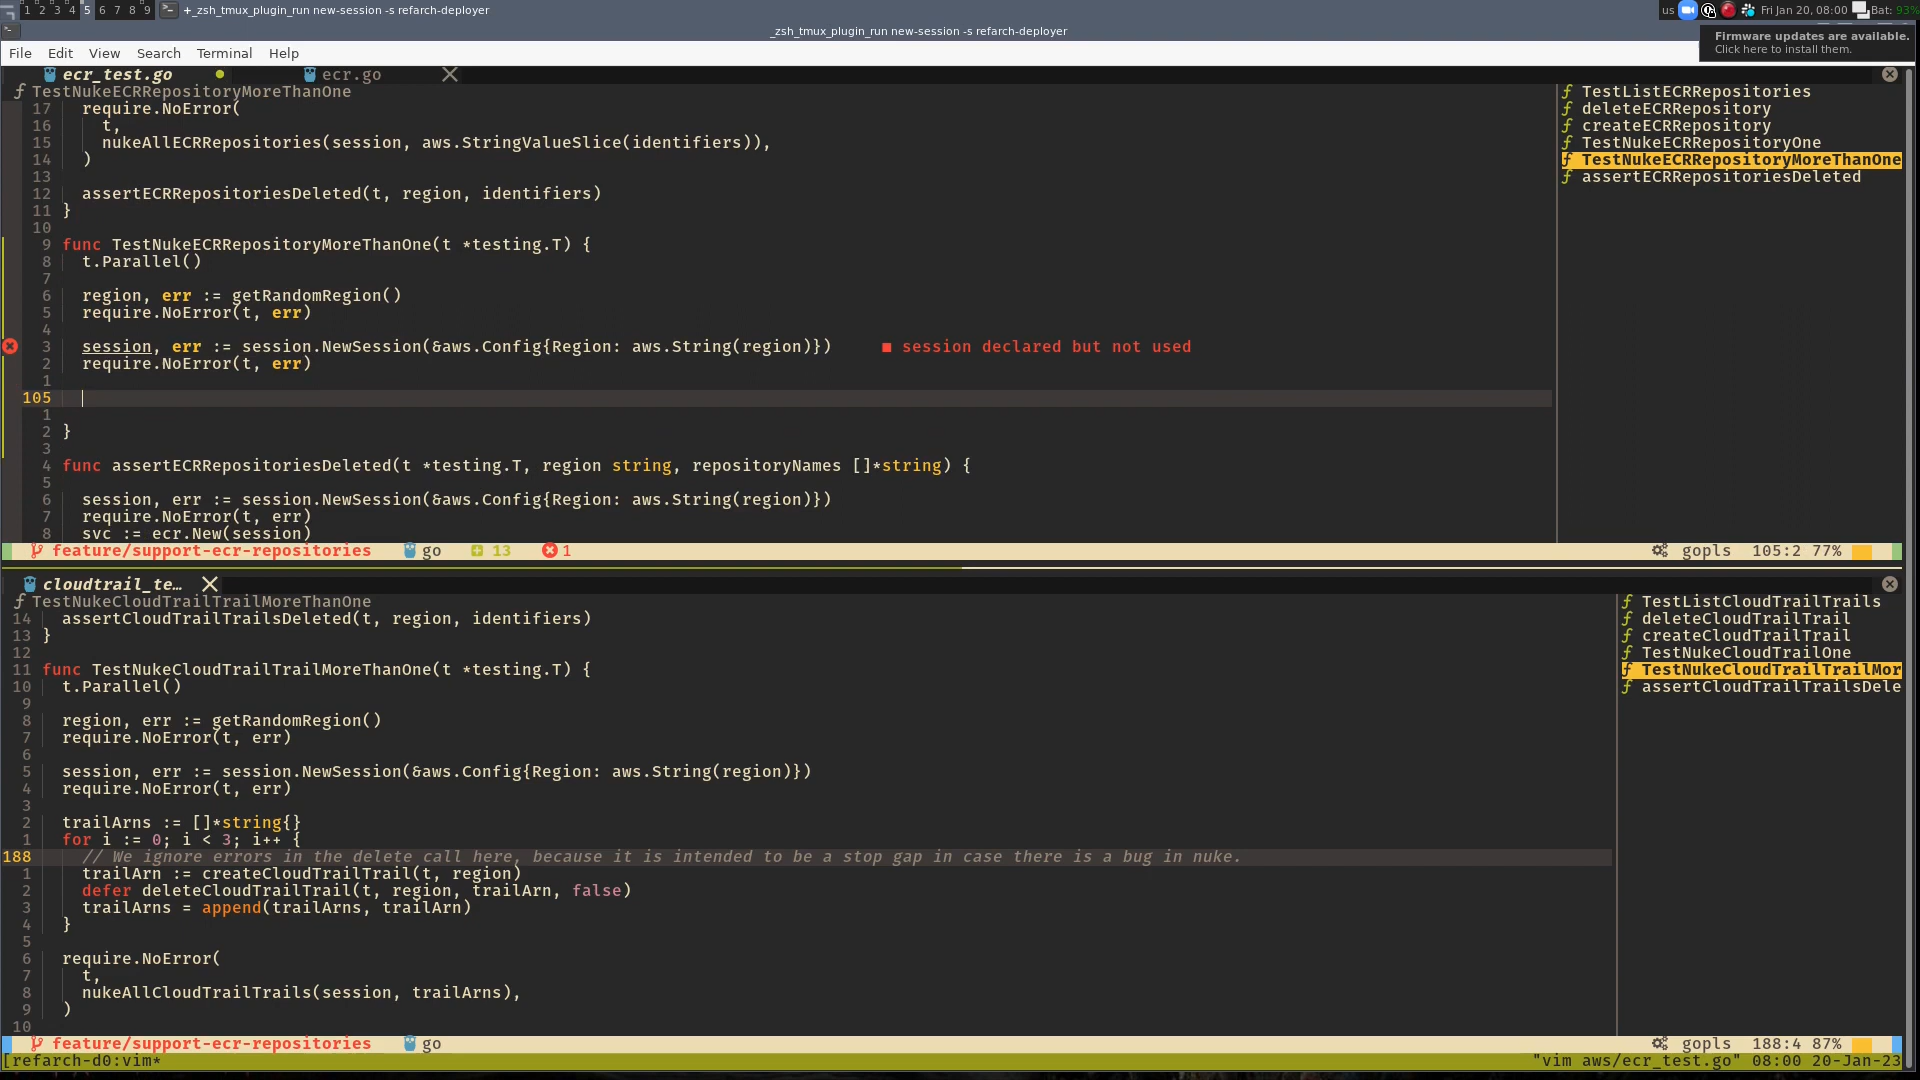 1 2 3 4 5 6 7 8 9 + _zsh_tmux_plugin_run new-session -s refarch-deployer us Fri Jan 20, 08:00 Bat: 93%
_zsh_tmux_plugin_run new-session -s refarch-deployer
Firmware updates are available.
Click here to install them.
File Edit View Search Terminal Help
ecr_test.go ecr.go
ƒ TestNukeECRRepositoryMoreThanOne
17 require.NoError(
16 t,
15 nukeAllECRRepositories(session, aws.StringValueSlice(identifiers)),
14 )
13
12 assertECRRepositoriesDeleted(t, region, identifiers)
11 }
10
9 func TestNukeECRRepositoryMoreThanOne(t *testing.T) {
8 t.Parallel()
7
6 region, err := getRandomRegion()
5 require.NoError(t, err)
4
3 session, err := session.NewSession(&aws.Config{Region: aws.String(region)}) ■ session declared but not used
2 require.NoError(t, err)
1
105
1
2 }
3
4 func assertECRRepositoriesDeleted(t *testing.T, region string, repositoryNames []*string) {
5
6 session, err := session.NewSession(&aws.Config{Region: aws.String(region)})
7 require.NoError(t, err)
8 svc := ecr.New(session)
ƒ TestListECRRepositories
ƒ deleteECRRepository
ƒ createECRRepository
ƒ TestNukeECRRepositoryOne
ƒ TestNukeECRRepositoryMoreThanOne
ƒ assertECRRepositoriesDeleted
feature/support-ecr-repositories go 13 1 gopls 105:2 77%
cloudtrail_te…
ƒ TestNukeCloudTrailTrailMoreThanOne
14 assertCloudTrailTrailsDeleted(t, region, identifiers)
13 }
12
11 func TestNukeCloudTrailTrailMoreThanOne(t *testing.T) {
10 t.Parallel()
9
8 region, err := getRandomRegion()
7 require.NoError(t, err)
6
5 session, err := session.NewSession(&aws.Config{Region: aws.String(region)})
4 require.NoError(t, err)
3
2 trailArns := []*string{}
1 for i := 0; i < 3; i++ {
188 // We ignore errors in the delete call here, because it is intended to be a stop gap in case there is a bug in nuke.
1 trailArn := createCloudTrailTrail(t, region)
2 defer deleteCloudTrailTrail(t, region, trailArn, false)
3 trailArns = append(trailArns, trailArn)
4 }
5
6 require.NoError(
7 t,
8 nukeAllCloudTrailTrails(session, trailArns),
9 )
10
ƒ TestListCloudTrailTrails
ƒ deleteCloudTrailTrail
ƒ createCloudTrailTrail
ƒ TestNukeCloudTrailOne
ƒ TestNukeCloudTrailTrailMor
ƒ assertCloudTrailTrailsDele
feature/support-ecr-repositories go gopls 188:4 87%
[refarch-d0:vim* "vim aws/ecr_test.go" 08:00 20-Jan-23